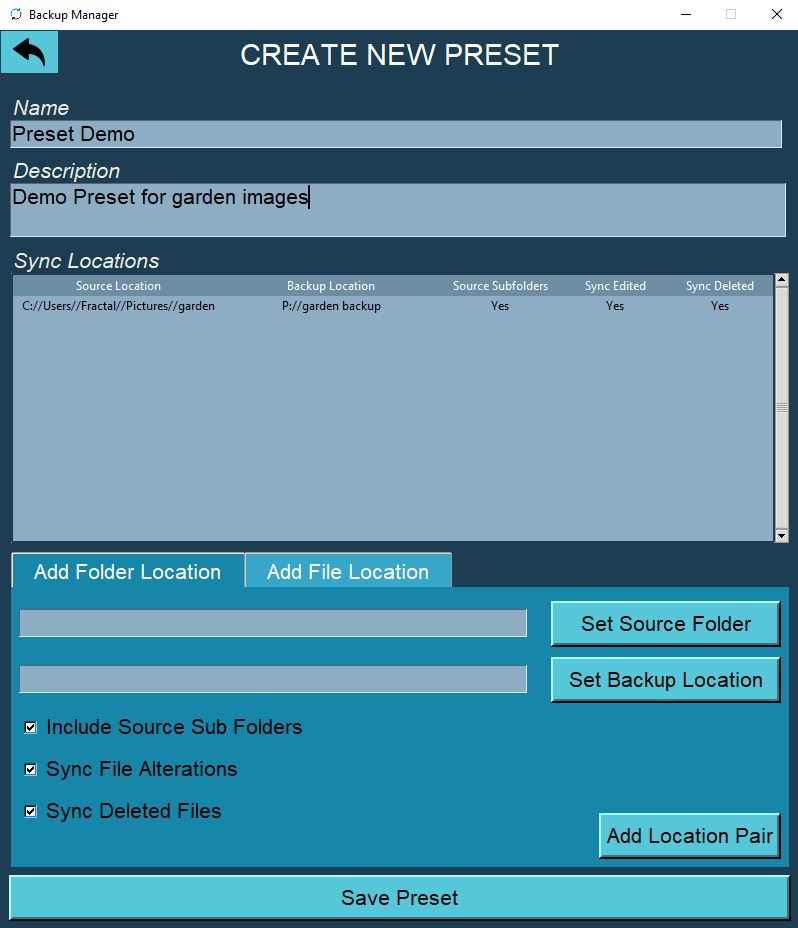 Backup Manager
CREATE NEW PRESET
Name
Preset Demo
Description
Demo Preset for garden images
Sync Locations
Source Location Backup Location Source Subfolders Sync Edited Sync Deleted
C://Users//Fractal//Pictures//garden P://garden backup Yes Yes Yes
Add Folder Location Add File Location
Set Source Folder
Set Backup Location
Include Source Sub Folders
Sync File Alterations
Sync Deleted Files
Add Location Pair
Save Preset